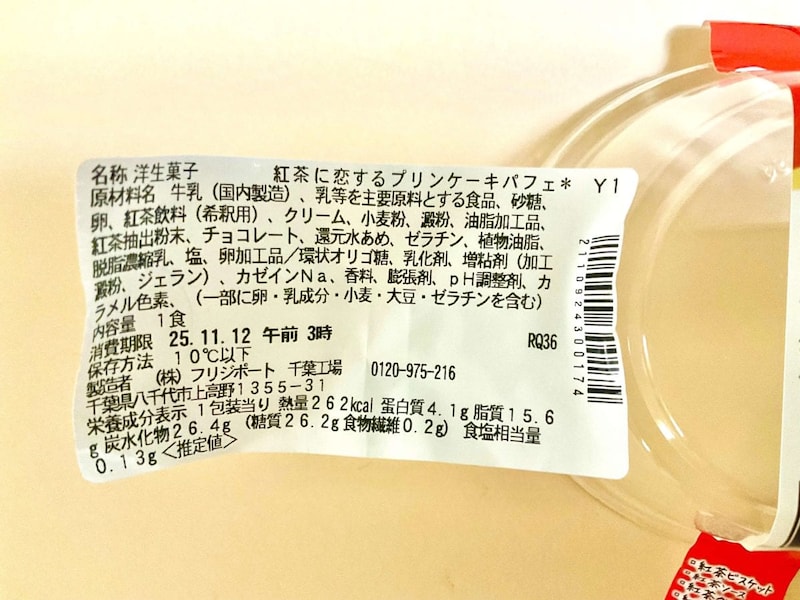 名称 洋生菓子　紅茶に恋するプリンケーキパフェ＊　Ｙ１
原材料名 牛乳（国内製造）、乳等を主要原料とする食品、砂糖、
卵、紅茶飲料（希釈用）、クリーム、小麦粉、澱粉、油脂加工品、
紅茶抽出粉末、チョコレート、還元水あめ、ゼラチン、植物油脂、
脱脂濃縮乳、塩、卵加工品／環状オリゴ糖、乳化剤、増粘剤（加工
澱粉、ジェラン）、カゼインＮａ、香料、膨張剤、ｐＨ調整剤、カ
ラメル色素、（一部に卵・乳成分・小麦・大豆・ゼラチンを含む）
内容量　１食
消費期限　25.11.12 午前 3時　RQ36
保存方法　１０℃以下
製造者　（株）フリジポート　千葉工場　0120-975-216
千葉県八千代市上高野１３５５－３１
栄養成分表示 １包装当り 熱量２６２kcal 蛋白質４．１g 脂質１５．６
g 炭水化物２６．４g（糖質２６．２g 食物繊維０．２g）　食塩相当量
０．１３g＜推定値＞
2110924300174
紅茶ビスケット
紅茶ソース